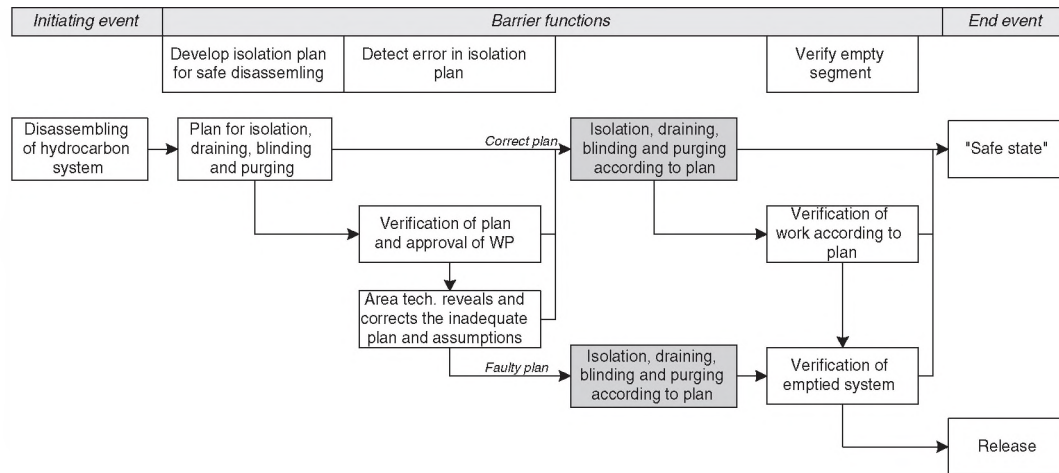 Initiating event
Barrier functions
End event
Develop isolation plan
for safe disassemling
Detect error in isolation
plan
Verify empty
segment
Disassembling
of hydrocarbon
system
Plan for isolation,
draining, blinding
and purging
Correct plan
Isolation, draining,
blinding and purging
according to plan
"Safe state"
Verification of plan
and approval of WP
Verification of
work according to
plan
Area tech. reveals and
corrects the inadequate
plan and assumptions
Faulty plan
Isolation, draining,
blinding and purging
according to plan
Verification of
emptied system
Release